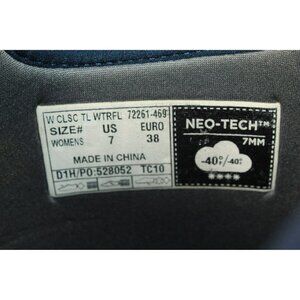 W CLSC TL WTRFL 72261-469
SIZE# US EURO
WOMENS 7 38
MADE IN CHINA
D1H/PO:528052 TC10
NEO-TECH™
7MM
-40°/-40°